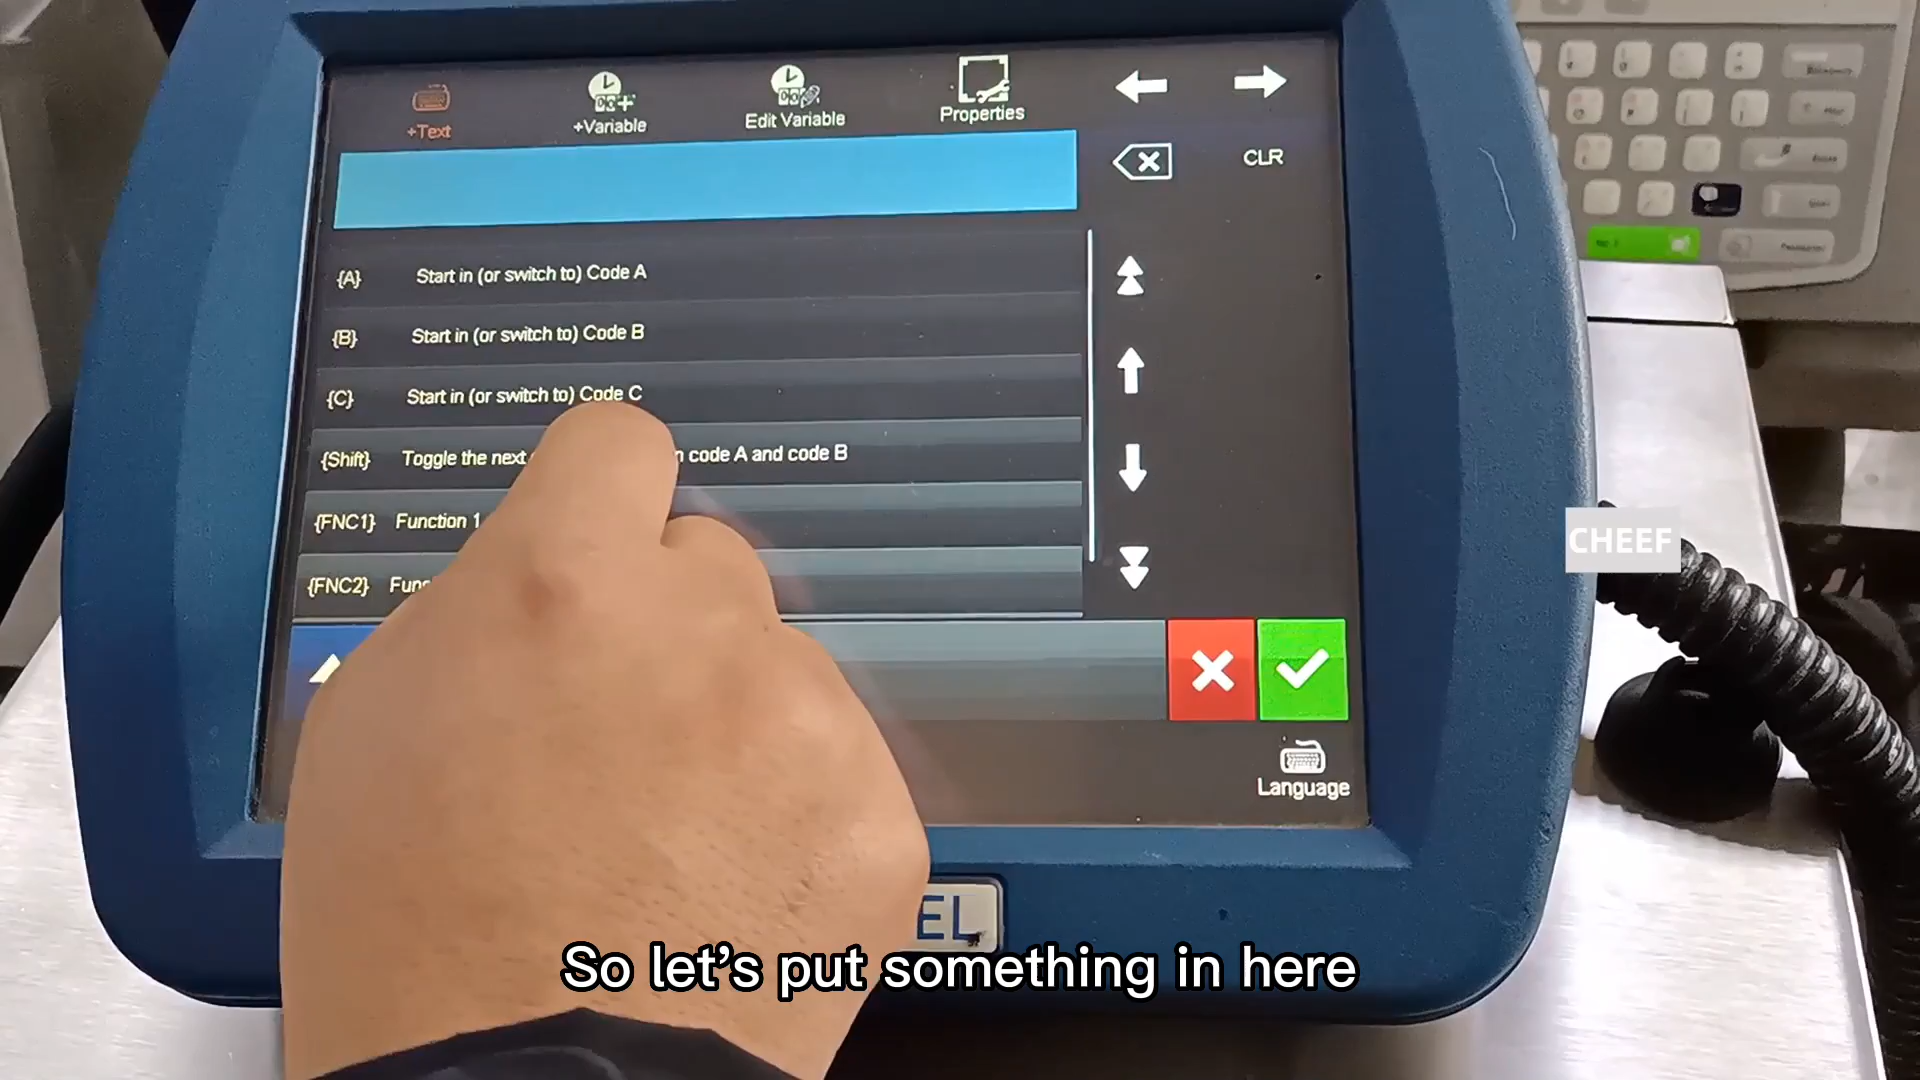 +Text
+Variable
Edit Variable
Properties
CLR
{A} Start in (or switch to) Code A
{B} Start in (or switch to) Code B
{C} Start in (or switch to) Code C
{Shift} Toggle the next code A and code B
{FNC1} Function 1
{FNC2}
CHEEF
Language
EL
So let's put something in here